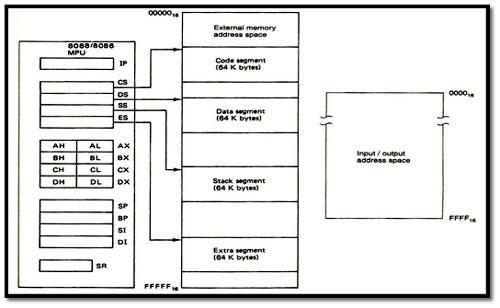 8088/8086
MPU
IP
CS
DS
SS
ES
AH AL AX
BH BL BX
CH CL CX
DH DL DX
SP
BP
SI
DI
SR
00000₁₆
External memory
address space
Code segment
(64 K bytes)
Data segment
(64 K bytes)
Stack segment
(64 K bytes)
Extra segment
(64 K bytes)
FFFFF₁₆
0000₁₆
Input / output
address space
FFFF₁₆